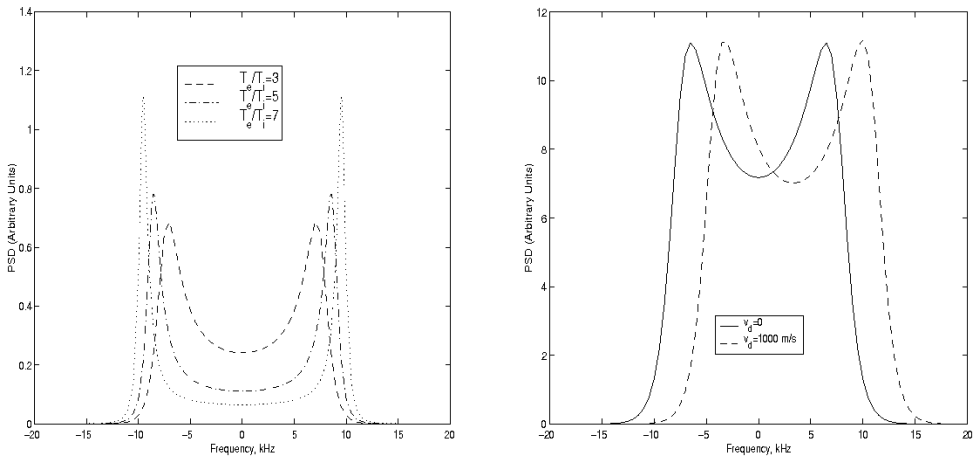 1.4
1.2
1
0.8
0.6
0.4
0.2
0
PSD (Arbitrary Units)
T_e/T_i=3
T_e/T_i=5
T_e/T_i=7
−20 −15 −10 −5 0 5 10 15 20
Frequency, kHz
12
10
8
6
4
2
0
PSD (Arbitrary Units)
v_d=0
v_d=1000 m/s
−20 −15 −10 −5 0 5 10 15 20
Frequency, kHz